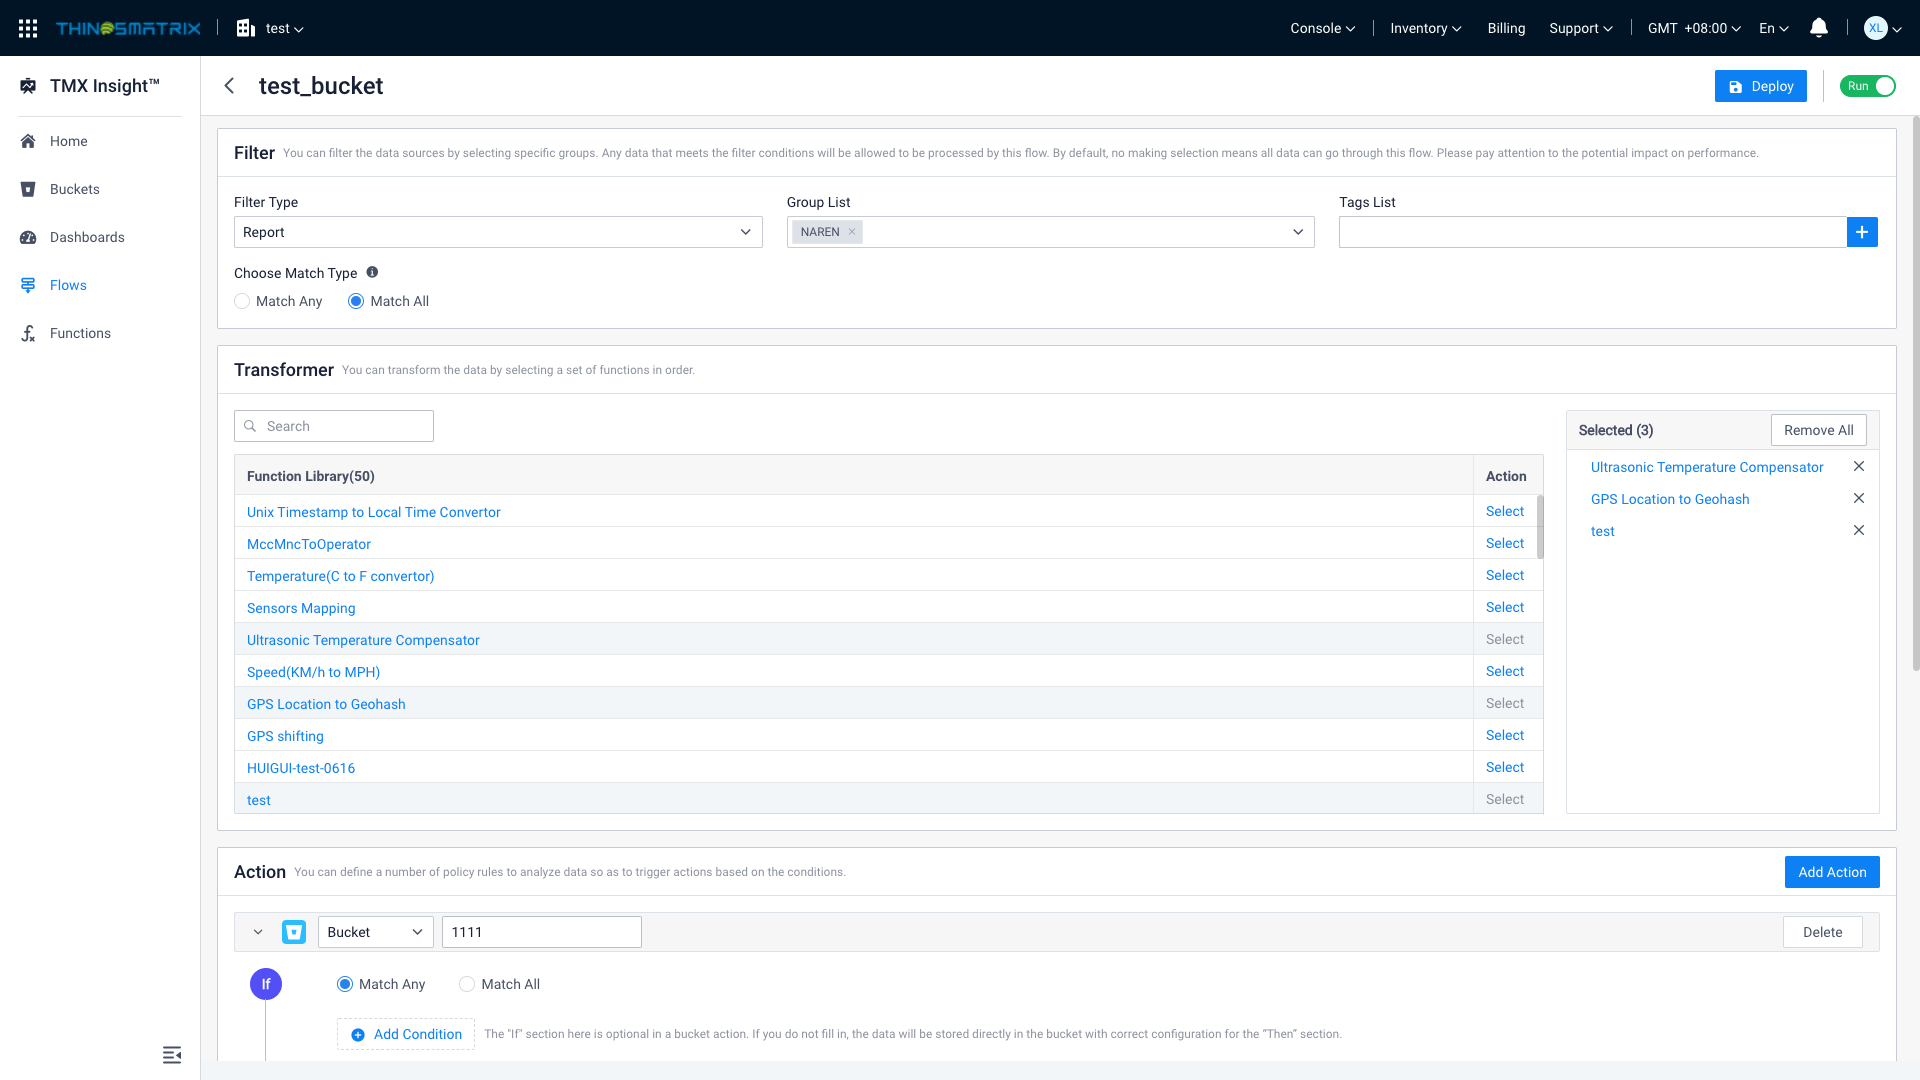 THINGSMATRIX test Console Inventory Billing Support GMT +08:00 En XL
TMX Insight™
Home
Buckets
Dashboards
Flows
Functions
test_bucket
Deploy
Run
Filter You can filter the data sources by selecting specific groups. Any data that meets the filter conditions will be allowed to be processed by this flow. By default, no making selection means all data can go through this flow. Please pay attention to the potential impact on performance.
Filter Type
Report
Group List
NAREN ×
Tags List
Choose Match Type
Match Any Match All
Transformer You can transform the data by selecting a set of functions in order.
Search
Function Library(50) Action
Unix Timestamp to Local Time Convertor Select
MccMncToOperator Select
Temperature(C to F convertor) Select
Sensors Mapping Select
Ultrasonic Temperature Compensator Select
Speed(KM/h to MPH) Select
GPS Location to Geohash Select
GPS shifting Select
HUIGUI-test-0616 Select
test Select
Selected (3) Remove All
Ultrasonic Temperature Compensator
GPS Location to Geohash
test
Action You can define a number of policy rules to analyze data so as to trigger actions based on the conditions.
Add Action
Bucket 1111 Delete
If Match Any Match All
Add Condition The "If" section here is optional in a bucket action. If you do not fill in, the data will be stored directly in the bucket with correct configuration for the "Then" section.